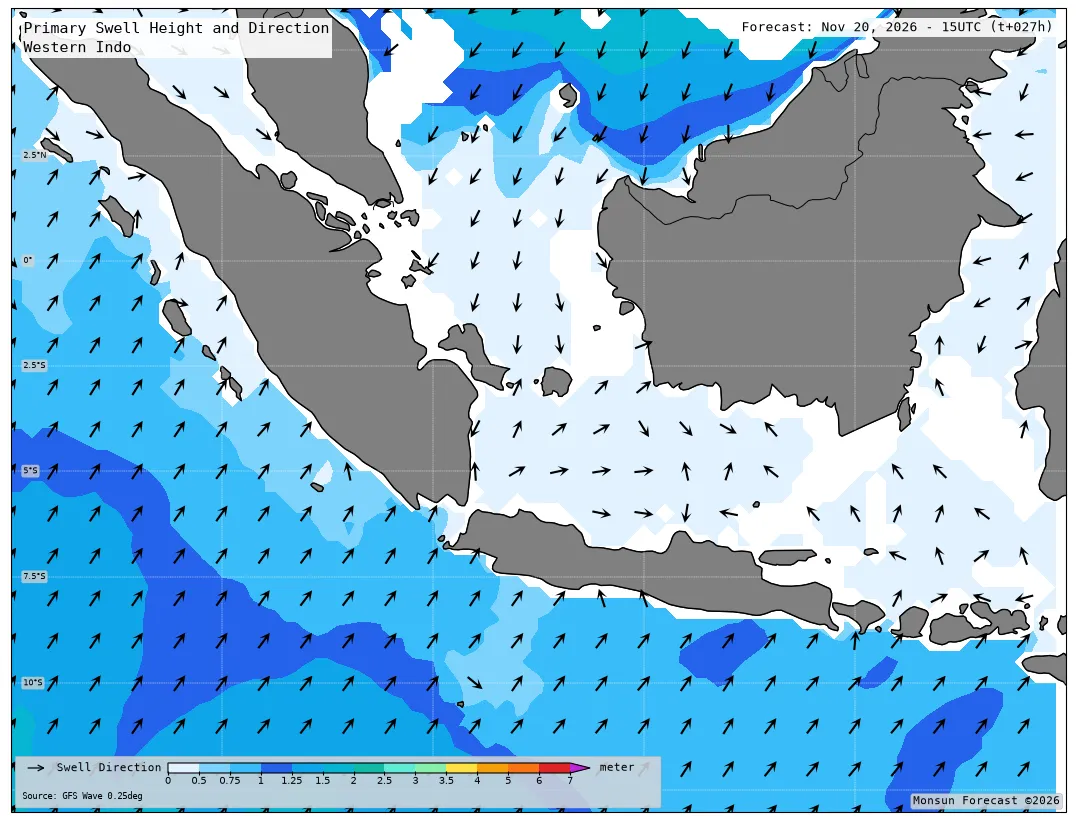 Primary Swell Height and Direction
Western Indo
Forecast: Nov 20, 2026 - 15UTC (t+027h)
2.5°N
0°
2.5°S
5°S
7.5°S
10°S
Swell Direction
0 0.5 0.75 1 1.25 1.5 2 2.5 3 3.5 4 5 6 7
meter
Source: GFS Wave 0.25deg
Monsun Forecast ©2026